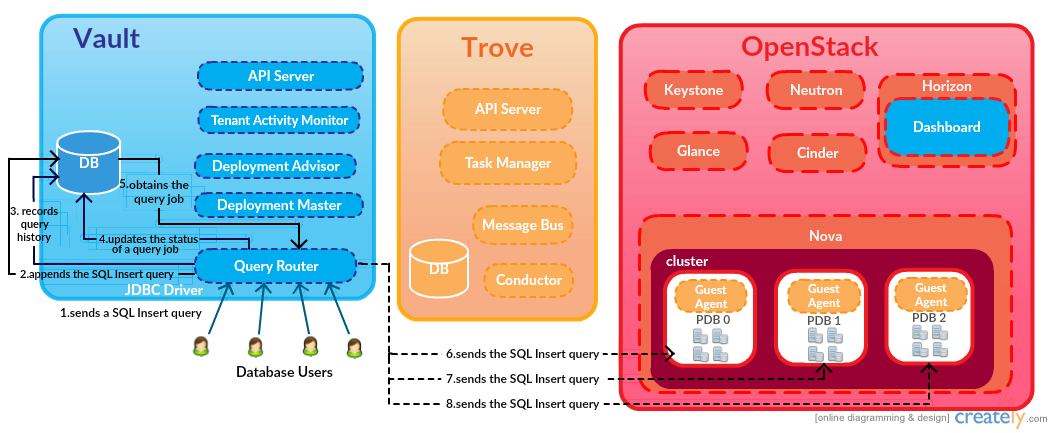 Vault
API Server
Tenant Activity Monitor
Deployment Advisor
Deployment Master
DB
5.obtains the
query job
3. records
query
history
4.updates the status
of a query job
Query Router
2.appends the SQL Insert query
JDBC Driver
1.sends a SQL Insert query
Database Users
Trove
API Server
Task Manager
Message Bus
DB
Conductor
OpenStack
Keystone
Neutron
Horizon
Dashboard
Glance
Cinder
Nova
cluster
Guest
Agent
PDB 0
Guest
Agent
PDB 1
Guest
Agent
PDB 2
6.sends the SQL Insert query
7.sends the SQL Insert query
8.sends the SQL Insert query
[online diagramming & design] creately.com